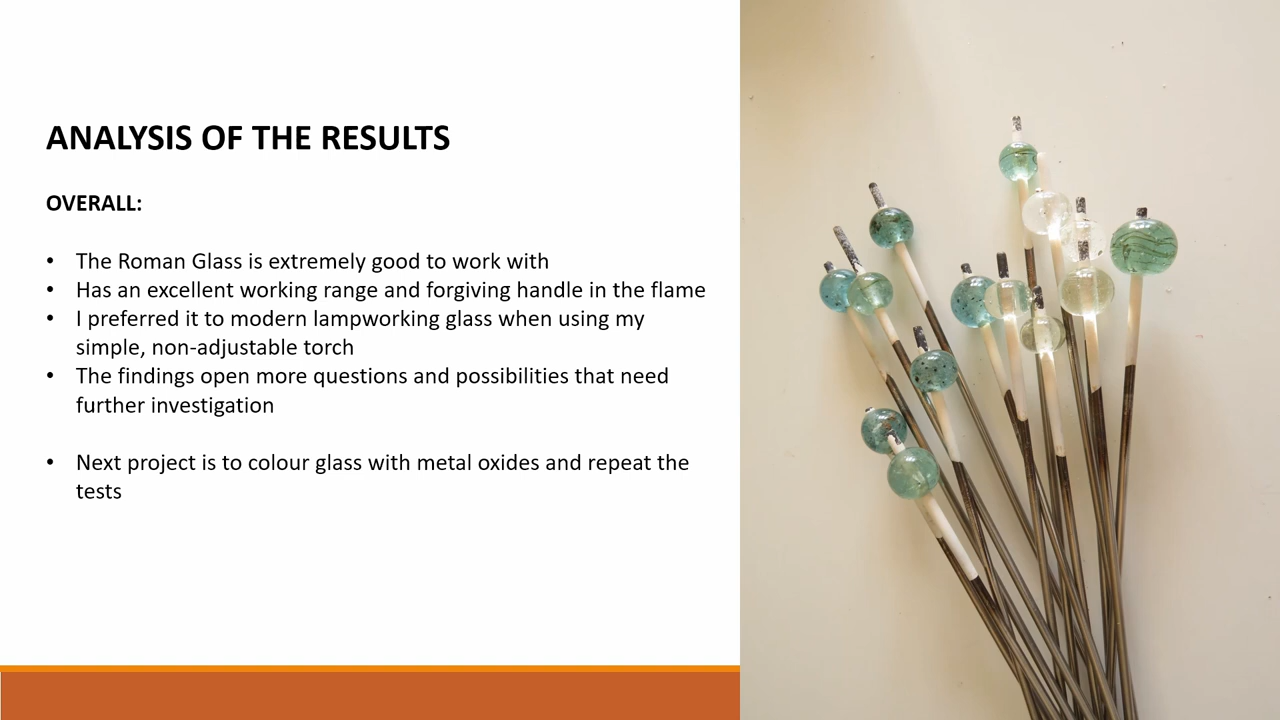 ANALYSIS OF THE RESULTS
OVERALL:
• The Roman Glass is extremely good to work with
• Has an excellent working range and forgiving handle in the flame
• I preferred it to modern lampworking glass when using my
simple, non-adjustable torch
• The findings open more questions and possibilities that need
further investigation
• Next project is to colour glass with metal oxides and repeat the
tests